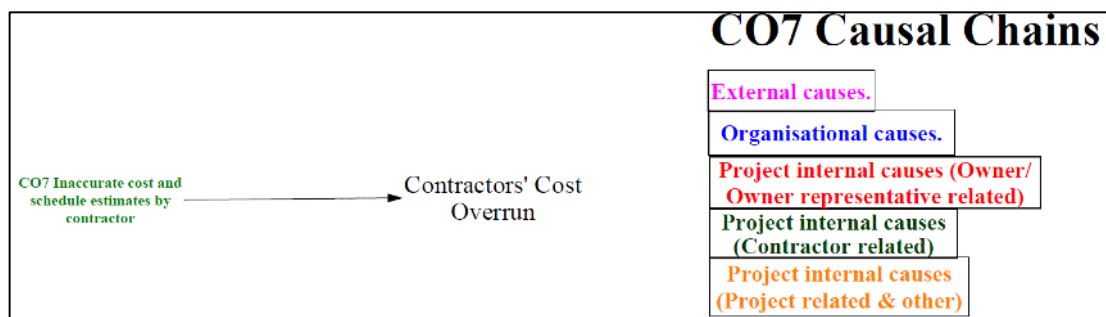 CO7 Causal Chains
External causes.
Organisational causes.
Project internal causes (Owner/
Owner representative related)
Project internal causes
(Contractor related)
Project internal causes
(Project related & other)
CO7 Inaccurate cost and
schedule estimates by
contractor
Contractors' Cost
Overrun